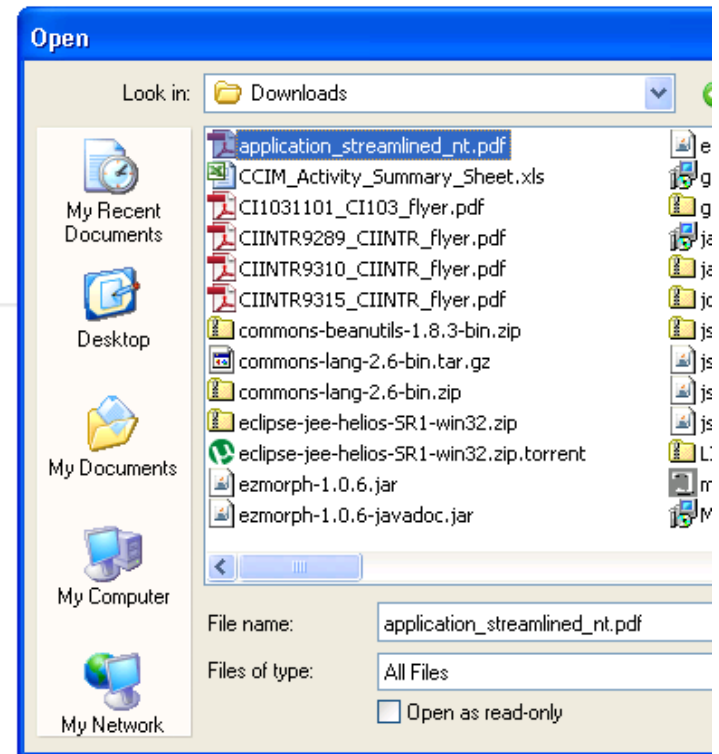 Open
Look in:
Downloads
My Recent
Documents
Desktop
My Documents
My Computer
My Network
application_streamlined_nt.pdf
CCIM_Activity_Summary_Sheet.xls
CI1031101_CI103_flyer.pdf
CIINTR9289_CIINTR_flyer.pdf
CIINTR9310_CIINTR_flyer.pdf
CIINTR9315_CIINTR_flyer.pdf
commons-beanutils-1.8.3-bin.zip
commons-lang-2.6-bin.tar.gz
commons-lang-2.6-bin.zip
eclipse-jee-helios-SR1-win32.zip
eclipse-jee-helios-SR1-win32.zip.torrent
ezmorph-1.0.6.jar
ezmorph-1.0.6-javadoc.jar
File name:
application_streamlined_nt.pdf
Files of type:
All Files
Open as read-only